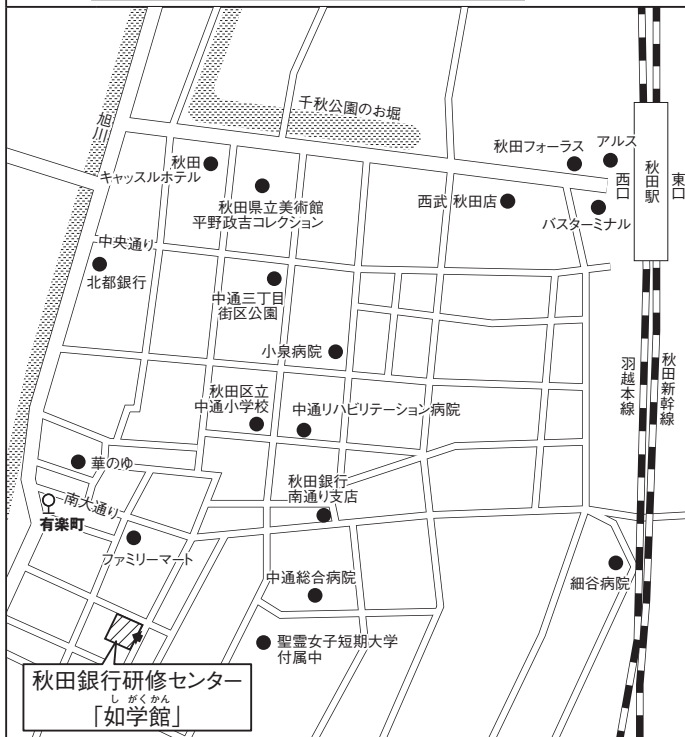 千秋公園のお堀
旭川
秋田
キャッスルホテル
秋田県立美術館
平野政吉コレクション
秋田フォーラス
アルス
西口
秋田駅
東口
西武 秋田店
バスターミナル
中央通り
北都銀行
中通三丁目
街区公園
小泉病院
羽越本線
秋田新幹線
秋田区立
中通小学校
中通リハビリテーション病院
華のゆ
秋田銀行
南通り支店
南大通り
有楽町
ファミリーマート
中通総合病院
細谷病院
聖霊女子短期大学
付属中
秋田銀行研修センター
しがくかん
「如学館」